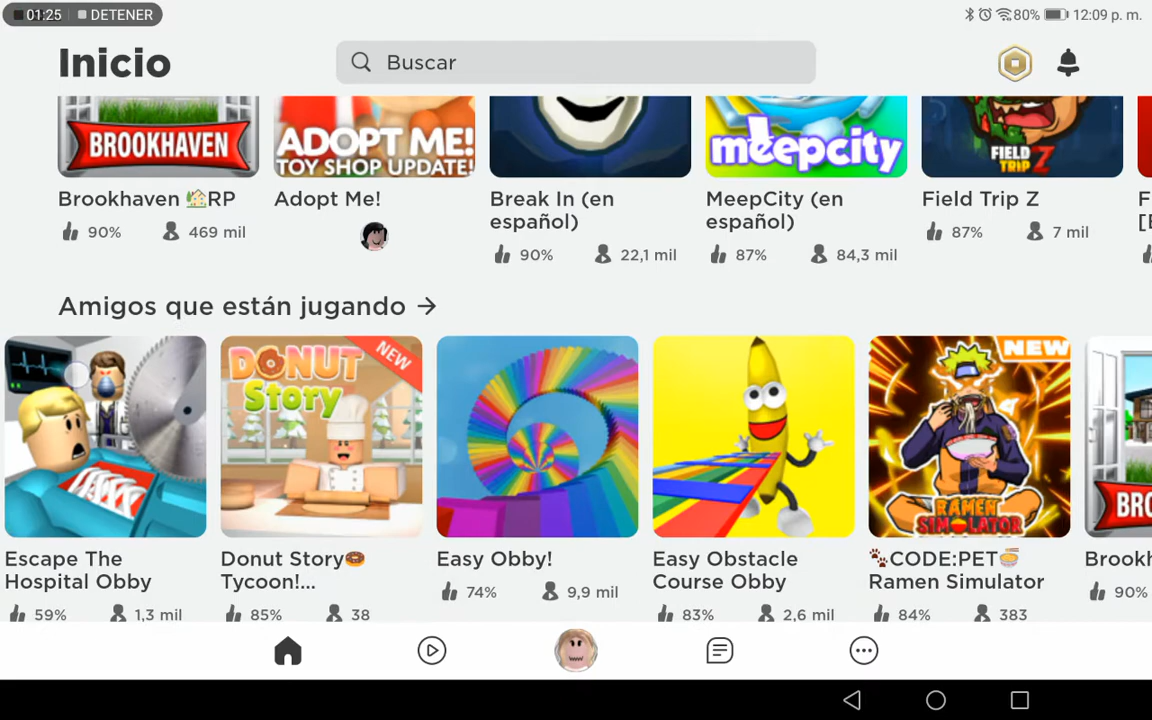 01:25 DETENER 80% 12:09 p. m.
Inicio Buscar
BROOKHAVEN
ADOPT ME!
TOY SHOP UPDATE!
meepcity
FIELD
TRIP Z
Brookhaven 🏡RP
90% 469 mil
Adopt Me!
Break In (en
español)
90% 22,1 mil
MeepCity (en
español)
87% 84,3 mil
Field Trip Z
87% 7 mil
F
[E
Amigos que están jugando →
DONUT
Story
NEW
NEW
RAMEN
SIMULATOR
BRO
Escape The
Hospital Obby
59% 1,3 mil
Donut Story🍩
Tycoon!...
85% 38
Easy Obby!
74% 9,9 mil
Easy Obstacle
Course Obby
83% 2,6 mil
🐾CODE:PET🍜
Ramen Simulator
84% 383
Brookh
90%